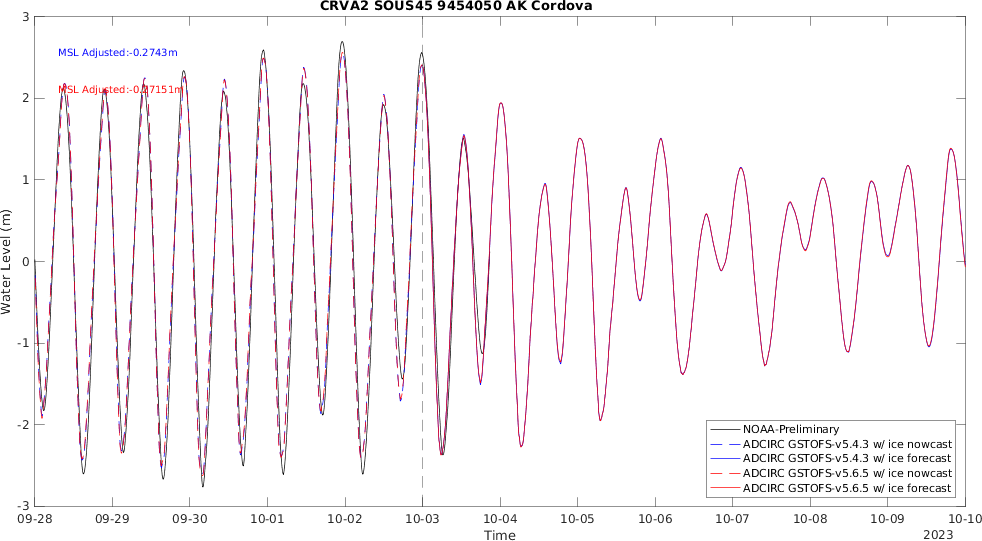 CRVA2 SOUS45 9454050 AK Cordova
MSL Adjusted:-0.2743m
MSL Adjusted:-0.27151m
Water Level (m)
3
2
1
0
-1
-2
-3
NOAA-Preliminary
ADCIRC GSTOFS-v5.4.3 w/ ice nowcast
ADCIRC GSTOFS-v5.4.3 w/ ice forecast
ADCIRC GSTOFS-v5.6.5 w/ ice nowcast
ADCIRC GSTOFS-v5.6.5 w/ ice forecast
09-28 09-29 09-30 10-01 10-02 10-03 10-04 10-05 10-06 10-07 10-08 10-09 10-10
Time
2023